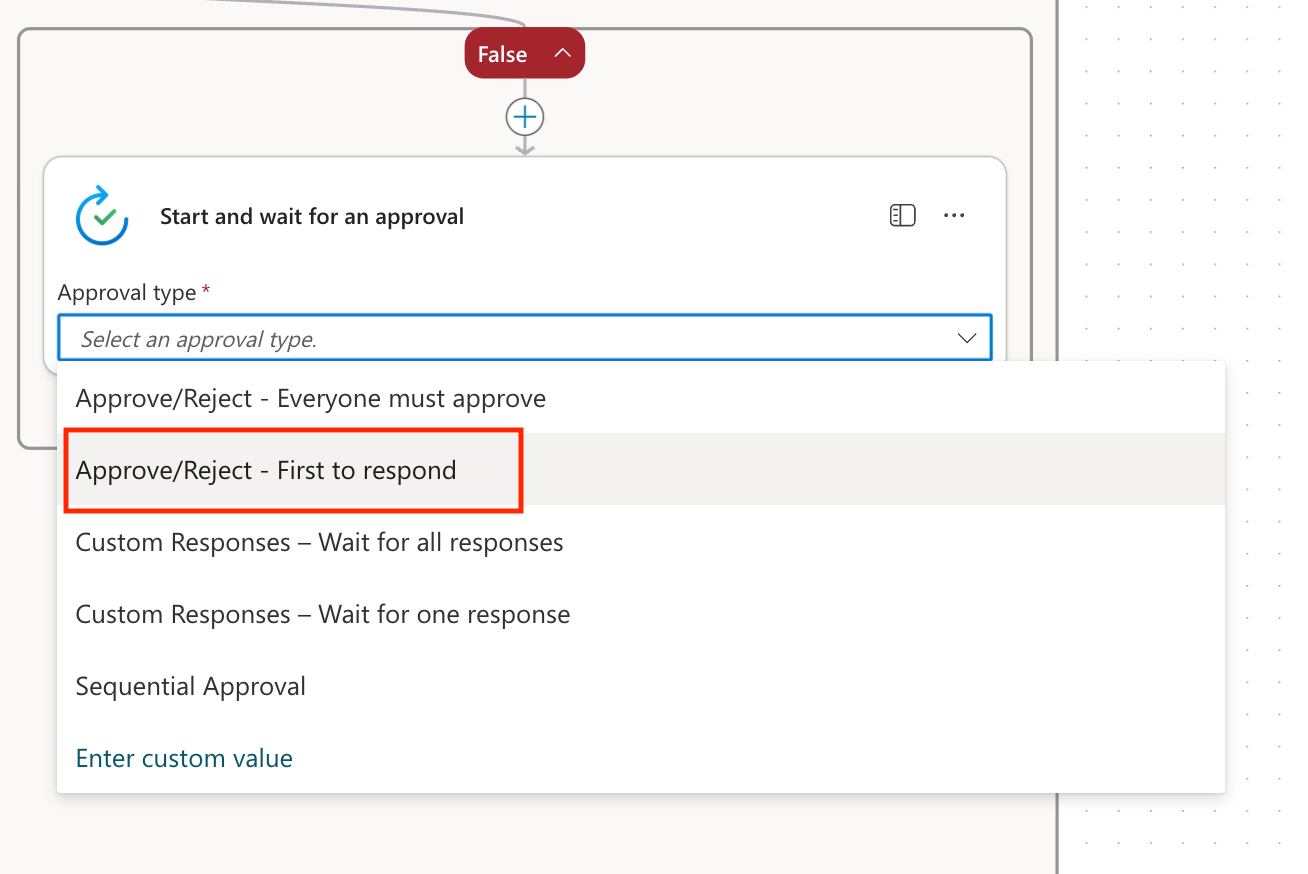 False
Start and wait for an approval
Approval type *
Select an approval type.
Approve/Reject - Everyone must approve
Approve/Reject - First to respond
Custom Responses – Wait for all responses
Custom Responses – Wait for one response
Sequential Approval
Enter custom value